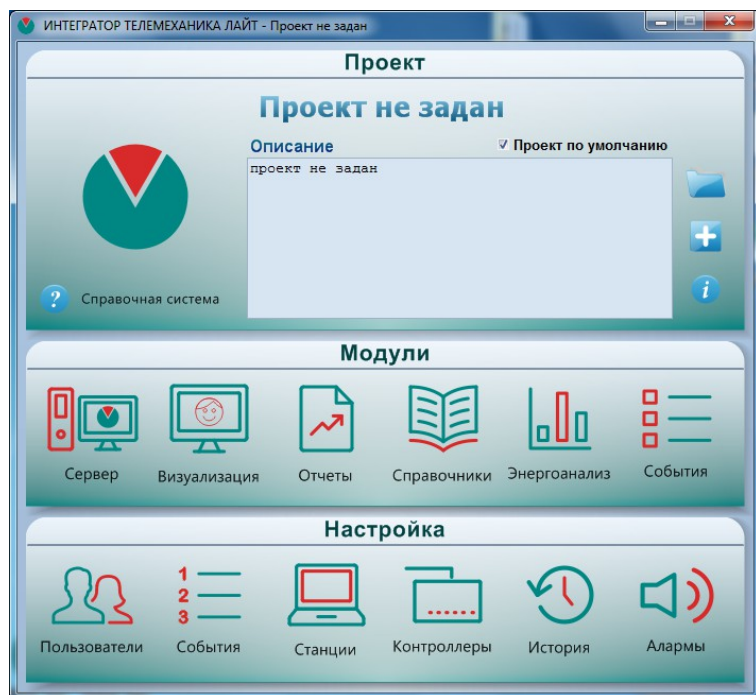 ИНТЕГРАТОР ТЕЛЕМЕХАНИКА ЛАЙТ - Проект не задан
Проект
Проект не задан
Описание
Проект по умолчанию
проект не задан
? Справочная система
i
Модули
Сервер Визуализация Отчеты Справочники Энергоанализ События
Настройка
1
2
3
Пользователи События Станции Контроллеры История Алармы